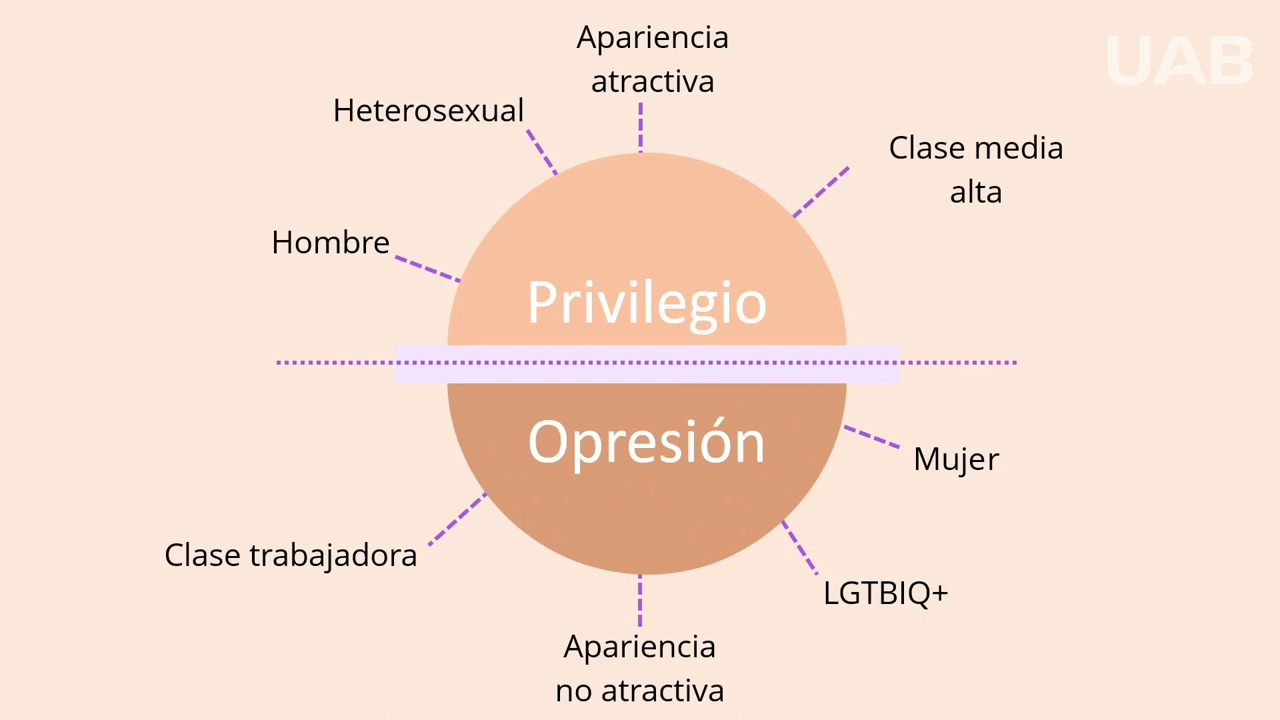 Apariencia
atractiva
UAB
Heterosexual
Clase media
alta
Hombre
Privilegio
Opresión
Mujer
Clase trabajadora
LGTBIQ+
Apariencia
no atractiva